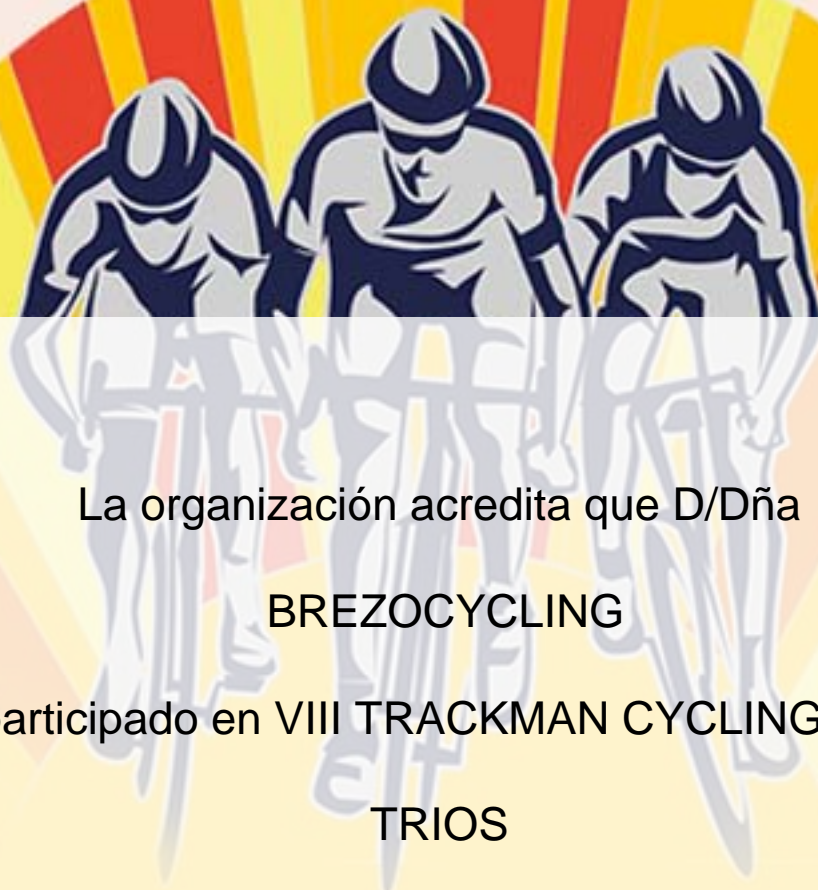 La organización acredita que D/Dña
BREZOCYCLING
articipado en VIII TRACKMAN CYCLING
TRIOS